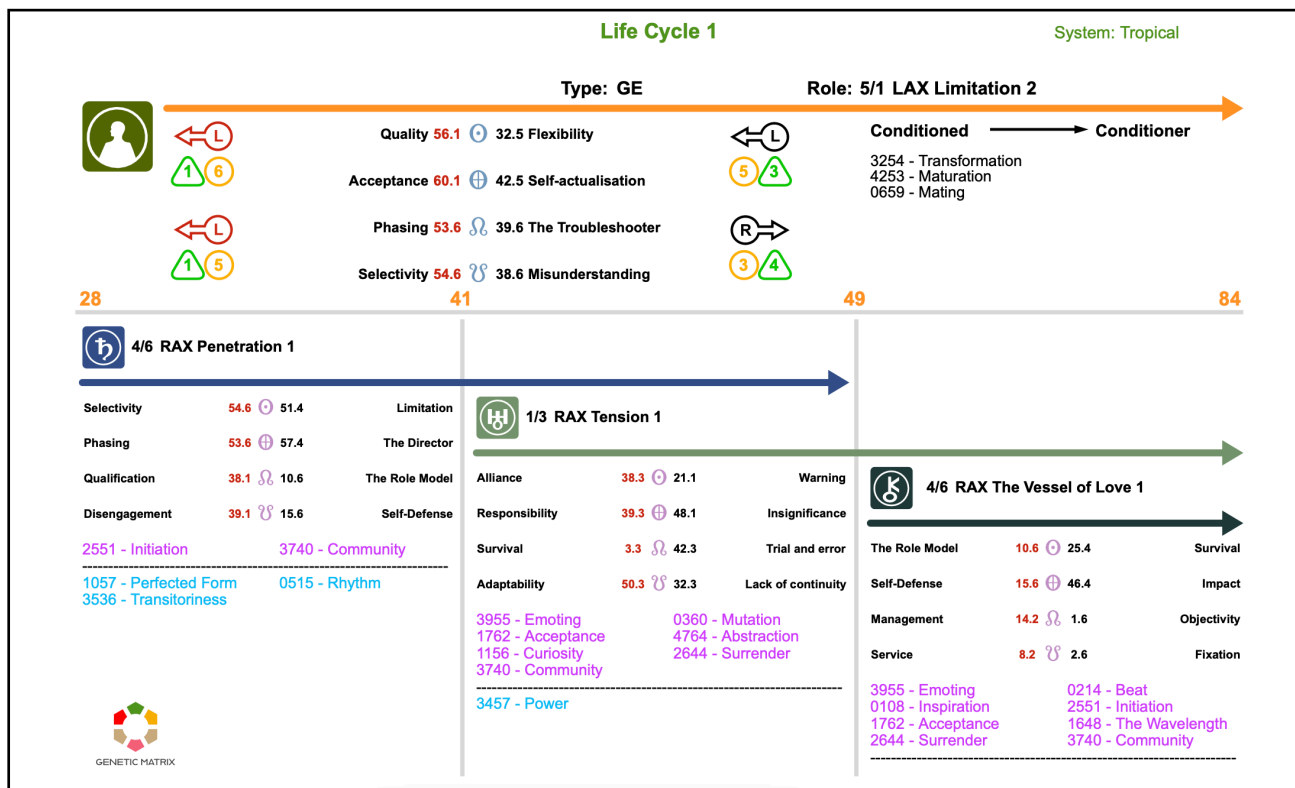 Life Cycle 1
System: Tropical
Type: GE
Role: 5/1 LAX Limitation 2
L
1 6
Quality 56.1 32.5 Flexibility
L
5 3
Conditioned Conditioner
3254 - Transformation
4253 - Maturation
0659 - Mating
Acceptance 60.1 42.5 Self-actualisation
L
1 5
Phasing 53.6 39.6 The Troubleshooter
R
3 4
Selectivity 54.6 38.6 Misunderstanding
28 41 49 84
4/6 RAX Penetration 1
Selectivity 54.6 51.4 Limitation
Phasing 53.6 57.4 The Director
Qualification 38.1 10.6 The Role Model
Disengagement 39.1 15.6 Self-Defense
2551 - Initiation 3740 - Community
1057 - Perfected Form 0515 - Rhythm
3536 - Transitoriness
1/3 RAX Tension 1
Alliance 38.3 21.1 Warning
Responsibility 39.3 48.1 Insignificance
Survival 3.3 42.3 Trial and error
Adaptability 50.3 32.3 Lack of continuity
3955 - Emoting 0360 - Mutation
1762 - Acceptance 4764 - Abstraction
1156 - Curiosity 2644 - Surrender
3740 - Community
3457 - Power
4/6 RAX The Vessel of Love 1
The Role Model 10.6 25.4 Survival
Self-Defense 15.6 46.4 Impact
Management 14.2 1.6 Objectivity
Service 8.2 2.6 Fixation
3955 - Emoting 0214 - Beat
0108 - Inspiration 2551 - Initiation
1762 - Acceptance 1648 - The Wavelength
2644 - Surrender 3740 - Community
GENETIC MATRIX